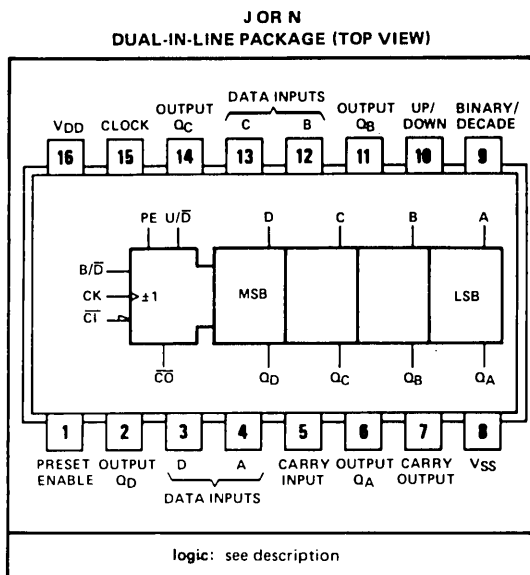 J OR N
DUAL-IN-LINE PACKAGE (TOP VIEW)
VDD CLOCK OUTPUT QC DATA INPUTS C B OUTPUT QB UP/DOWN BINARY/DECADE
16 15 14 13 12 11 10 9
PE U/D̅ D C B A
B/D̅
CK ±1 MSB LSB
C̅I̅
C̅O̅ QD QC QB QA
1 2 3 4 5 6 7 8
PRESET ENABLE OUTPUT QD D A DATA INPUTS CARRY INPUT OUTPUT QA CARRY OUTPUT VSS
logic: see description